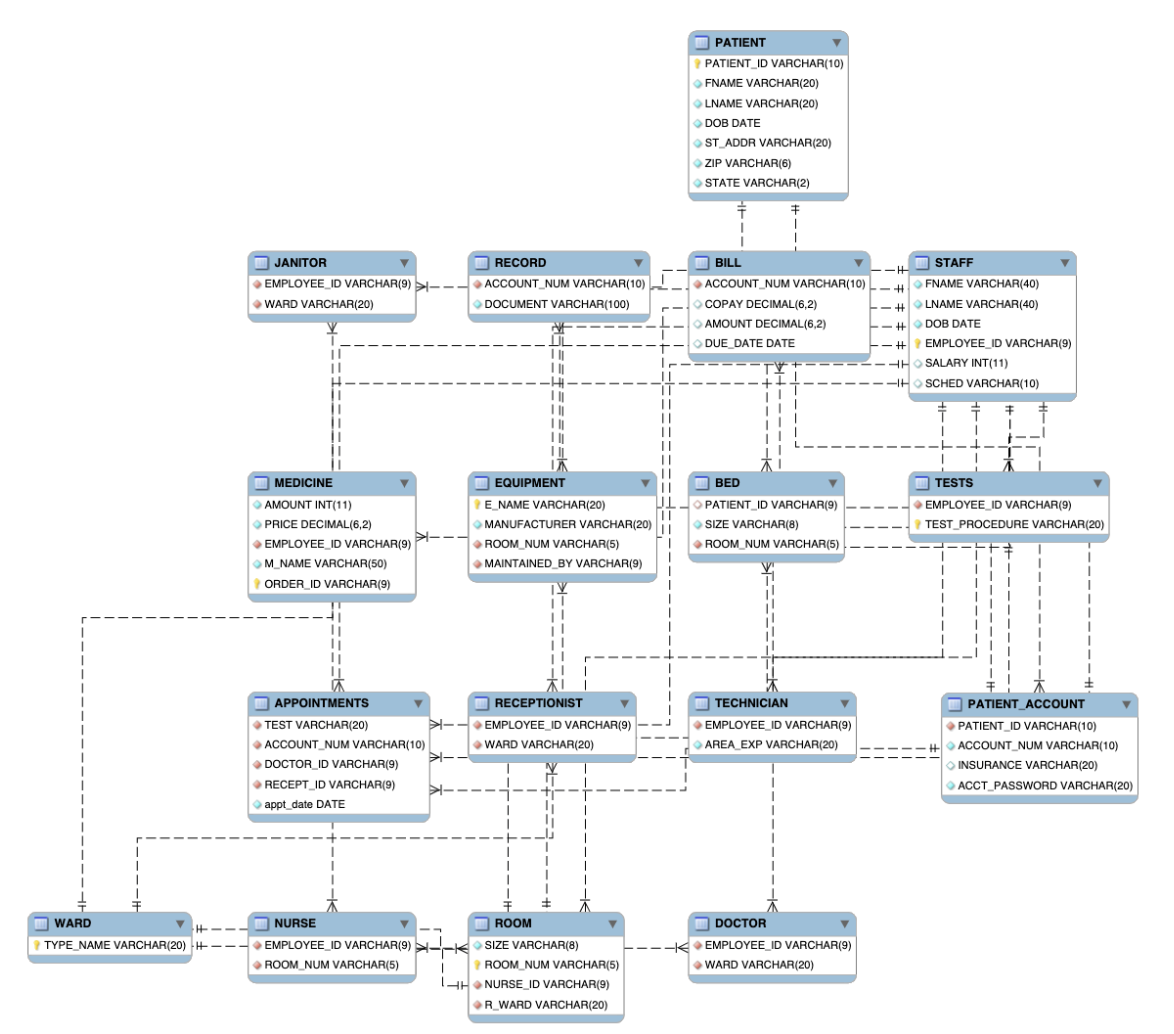 PATIENT
PATIENT_ID VARCHAR(10)
FNAME VARCHAR(20)
LNAME VARCHAR(20)
DOB DATE
ST_ADDR VARCHAR(20)
ZIP VARCHAR(6)
STATE VARCHAR(2)
JANITOR
EMPLOYEE_ID VARCHAR(9)
WARD VARCHAR(20)
RECORD
ACCOUNT_NUM VARCHAR(10)
DOCUMENT VARCHAR(100)
BILL
ACCOUNT_NUM VARCHAR(10)
COPAY DECIMAL(6,2)
AMOUNT DECIMAL(6,2)
DUE_DATE DATE
STAFF
FNAME VARCHAR(40)
LNAME VARCHAR(40)
DOB DATE
EMPLOYEE_ID VARCHAR(9)
SALARY INT(11)
SCHED VARCHAR(10)
MEDICINE
AMOUNT INT(11)
PRICE DECIMAL(6,2)
EMPLOYEE_ID VARCHAR(9)
M_NAME VARCHAR(50)
ORDER_ID VARCHAR(9)
EQUIPMENT
E_NAME VARCHAR(20)
MANUFACTURER VARCHAR(20)
ROOM_NUM VARCHAR(5)
MAINTAINED_BY VARCHAR(9)
BED
PATIENT_ID VARCHAR(9)
SIZE VARCHAR(8)
ROOM_NUM VARCHAR(5)
TESTS
EMPLOYEE_ID VARCHAR(9)
TEST_PROCEDURE VARCHAR(20)
APPOINTMENTS
TEST VARCHAR(20)
ACCOUNT_NUM VARCHAR(10)
DOCTOR_ID VARCHAR(9)
RECEPT_ID VARCHAR(9)
appt_date DATE
RECEPTIONIST
EMPLOYEE_ID VARCHAR(9)
WARD VARCHAR(20)
TECHNICIAN
EMPLOYEE_ID VARCHAR(9)
AREA_EXP VARCHAR(20)
PATIENT_ACCOUNT
PATIENT_ID VARCHAR(10)
ACCOUNT_NUM VARCHAR(10)
INSURANCE VARCHAR(20)
ACCT_PASSWORD VARCHAR(20)
WARD
TYPE_NAME VARCHAR(20)
NURSE
EMPLOYEE_ID VARCHAR(9)
ROOM_NUM VARCHAR(5)
ROOM
SIZE VARCHAR(8)
ROOM_NUM VARCHAR(5)
NURSE_ID VARCHAR(9)
R_WARD VARCHAR(20)
DOCTOR
EMPLOYEE_ID VARCHAR(9)
WARD VARCHAR(20)